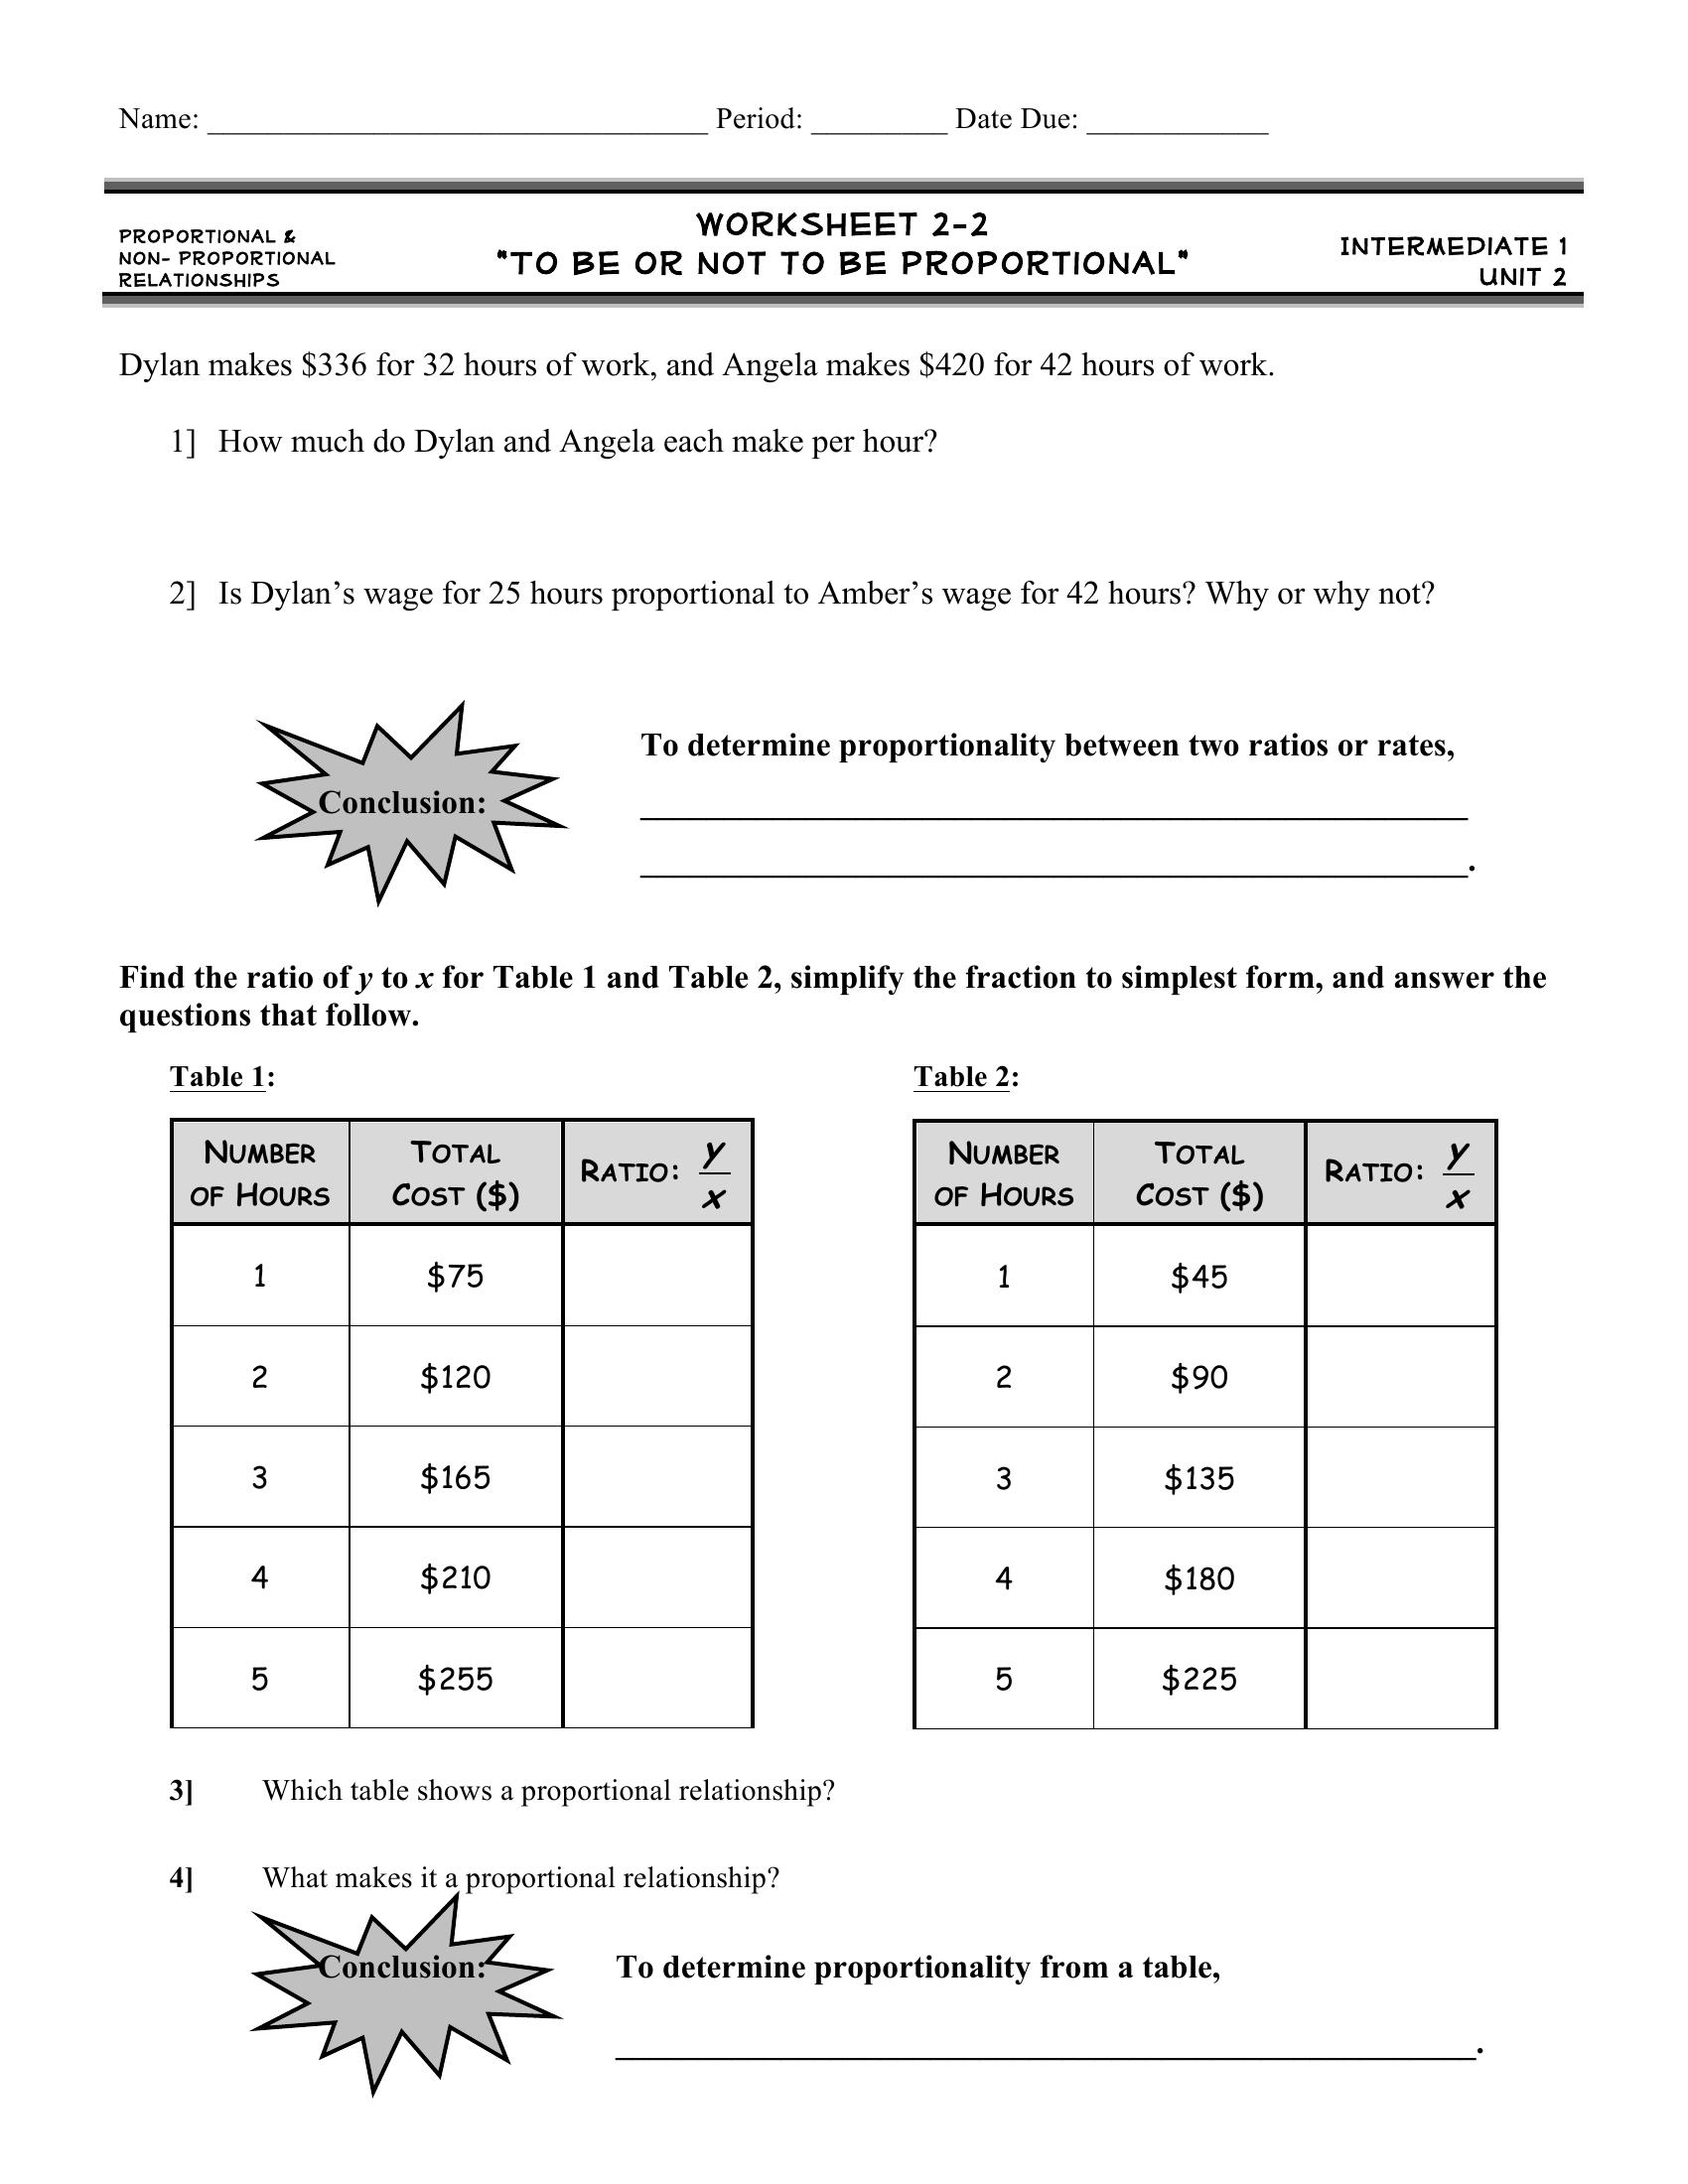 Name: ________________________________ Period: _________ Date Due: ____________
PROPORTIONAL &
NON- PROPORTIONAL
RELATIONSHIPS
WORKSHEET 2-2
"TO BE OR NOT TO BE PROPORTIONAL"
INTERMEDIATE 1
UNIT 2
Dylan makes $336 for 32 hours of work, and Angela makes $420 for 42 hours of work.
1] How much do Dylan and Angela each make per hour?
2] Is Dylan's wage for 25 hours proportional to Amber's wage for 42 hours? Why or why not?
Conclusion:
To determine proportionality between two ratios or rates,
__________________________________________________
__________________________________________________.
Find the ratio of y to x for Table 1 and Table 2, simplify the fraction to simplest form, and answer the
questions that follow.
Table 1:
NUMBER OF HOURS TOTAL COST ($) RATIO: y/x
1 $75
2 $120
3 $165
4 $210
5 $255
Table 2:
NUMBER OF HOURS TOTAL COST ($) RATIO: y/x
1 $45
2 $90
3 $135
4 $180
5 $225
3] Which table shows a proportional relationship?
4] What makes it a proportional relationship?
Conclusion:
To determine proportionality from a table,
____________________________________________________.